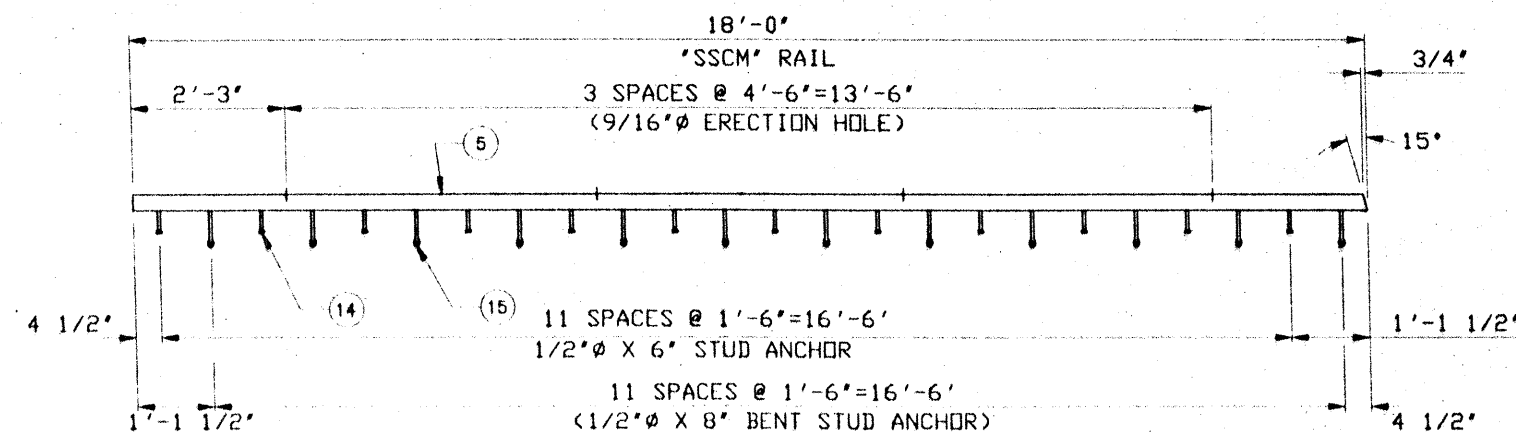 18'-0"
"SSCM" RAIL
3/4"
2'-3"
3 SPACES @ 4'-6"=13'-6"
(9/16"Ø ERECTION HOLE)
15°
5
14
15
4 1/2"
11 SPACES @ 1'-6"=16'-6'
1'-1 1/2"
1/2"Ø X 6" STUD ANCHOR
11 SPACES @ 1'-6"=16'-6'
1'-1 1/2"
(1/2"Ø X 8" BENT STUD ANCHOR)
4 1/2"